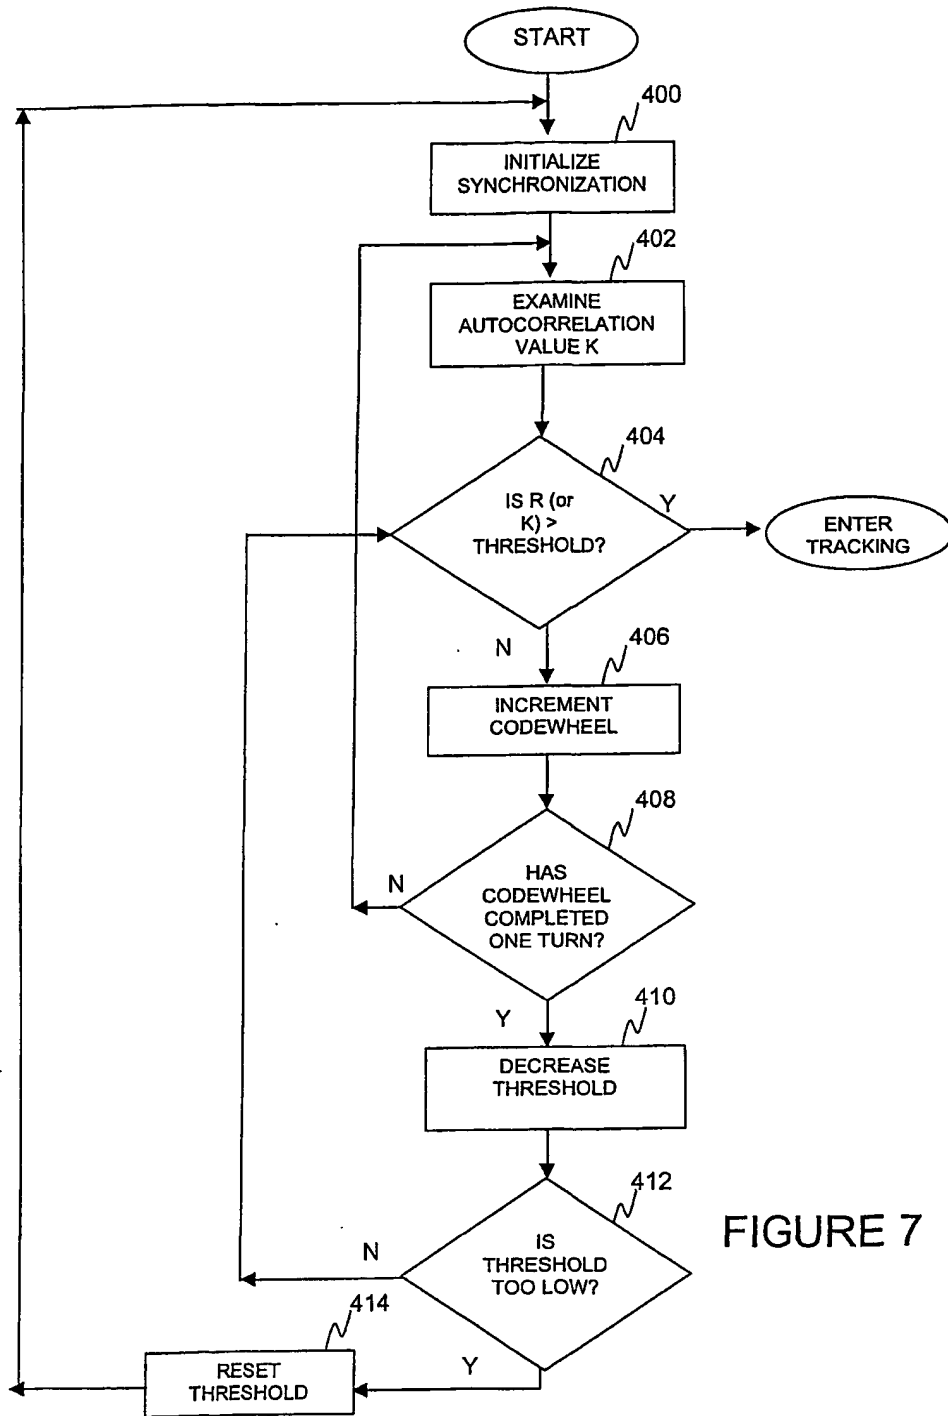 START
400
INITIALIZE
SYNCHRONIZATION
402
EXAMINE
AUTOCORRELATION
VALUE K
404
IS R (or
K) >
THRESHOLD?
Y
ENTER
TRACKING
N
406
INCREMENT
CODEWHEEL
408
HAS
CODEWHEEL
COMPLETED
ONE TURN?
N
Y
410
DECREASE
THRESHOLD
412
IS
THRESHOLD
TOO LOW?
N
FIGURE 7
414
RESET
THRESHOLD
Y